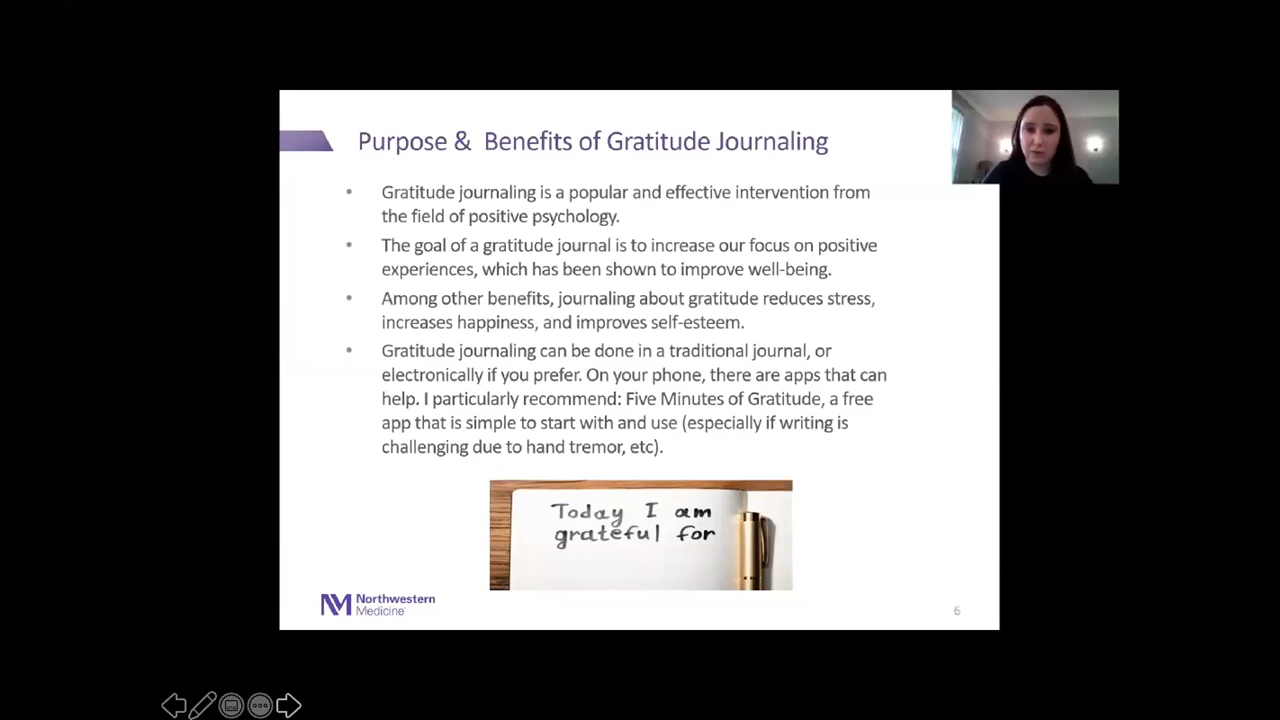 Purpose & Benefits of Gratitude Journaling
• Gratitude journaling is a popular and effective intervention from
the field of positive psychology.
• The goal of a gratitude journal is to increase our focus on positive
experiences, which has been shown to improve well-being.
• Among other benefits, journaling about gratitude reduces stress,
increases happiness, and improves self-esteem.
• Gratitude journaling can be done in a traditional journal, or
electronically if you prefer. On your phone, there are apps that can
help. I particularly recommend: Five Minutes of Gratitude, a free
app that is simple to start with and use (especially if writing is
challenging due to hand tremor, etc).
Today I am
grateful for
NM Northwestern
Medicine
6